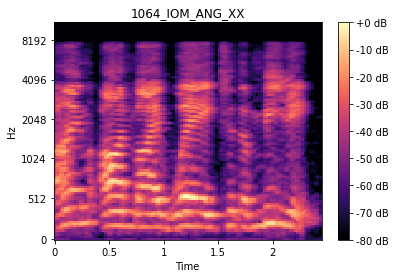 1064_IOM_ANG_XX
8192
4096
2048
1024
512
0
Hz
0 0.5 1 1.5 2
Time
+0 dB
-10 dB
-20 dB
-30 dB
-40 dB
-50 dB
-60 dB
-70 dB
-80 dB